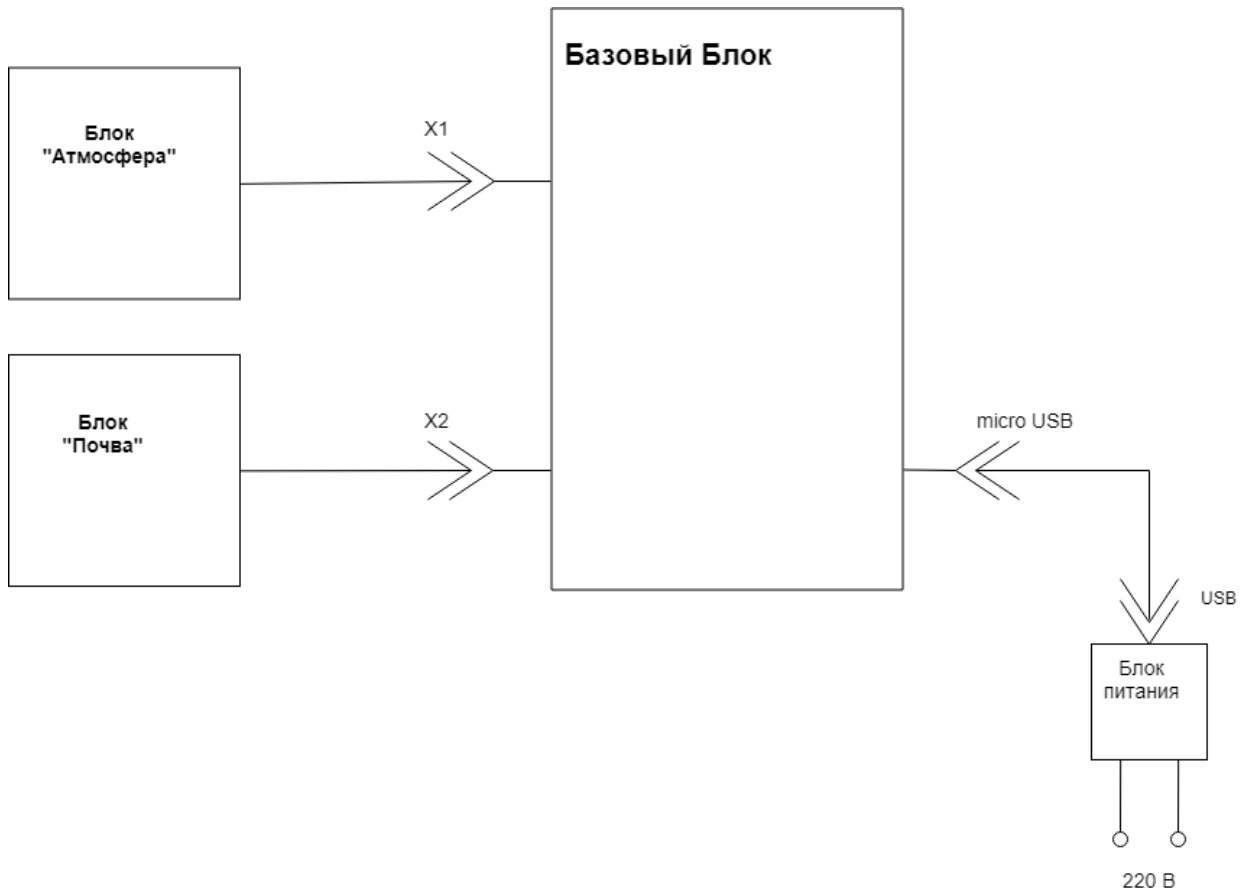 Базовый Блок
Блок
"Атмосфера"
X1
Блок
"Почва"
X2
micro USB
USB
Блок
питания
220 В